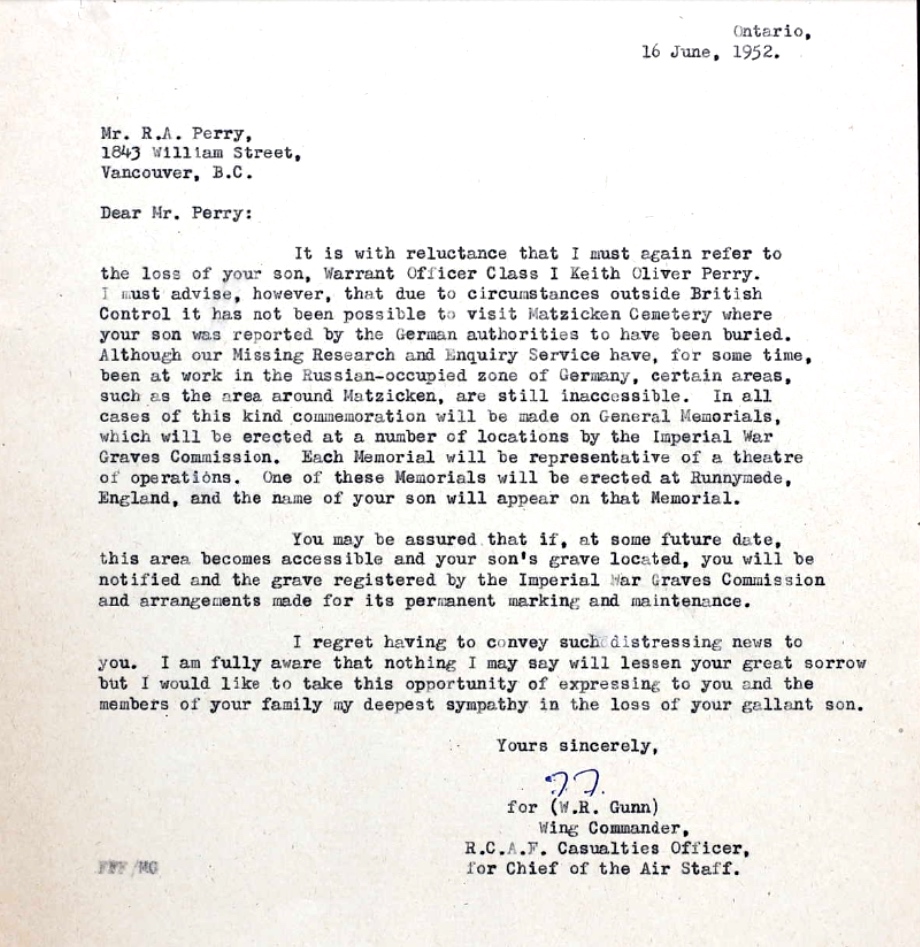 Ontario,
16 June, 1952.
Mr. R.A. Perry,
1843 William Street,
Vancouver, B.C.
Dear Mr. Perry:
It is with reluctance that I must again refer to
the loss of your son, Warrant Officer Class I Keith Oliver Perry.
I must advise, however, that due to circumstances outside British
Control it has not been possible to visit Matzicken Cemetery where
your son was reported by the German authorities to have been buried.
Although our Missing Research and Enquiry Service have, for some time,
been at work in the Russian-occupied zone of Germany, certain areas,
such as the area around Matzicken, are still inaccessible. In all
cases of this kind commemoration will be made on General Memorials,
which will be erected at a number of locations by the Imperial War
Graves Commission. Each Memorial will be representative of a theatre
of operations. One of these Memorials will be erected at Runnymede,
England, and the name of your son will appear on that Memorial.
You may be assured that if, at some future date,
this area becomes accessible and your son's grave located, you will be
notified and the grave registered by the Imperial War Graves Commission
and arrangements made for its permanent marking and maintenance.
I regret having to convey such distressing news to
you. I am fully aware that nothing I may say will lessen your great sorrow
but I would like to take this opportunity of expressing to you and the
members of your family my deepest sympathy in the loss of your gallant son.
Yours sincerely,
for (W.R. Gunn)
Wing Commander,
R.C.A.F. Casualties Officer,
for Chief of the Air Staff.